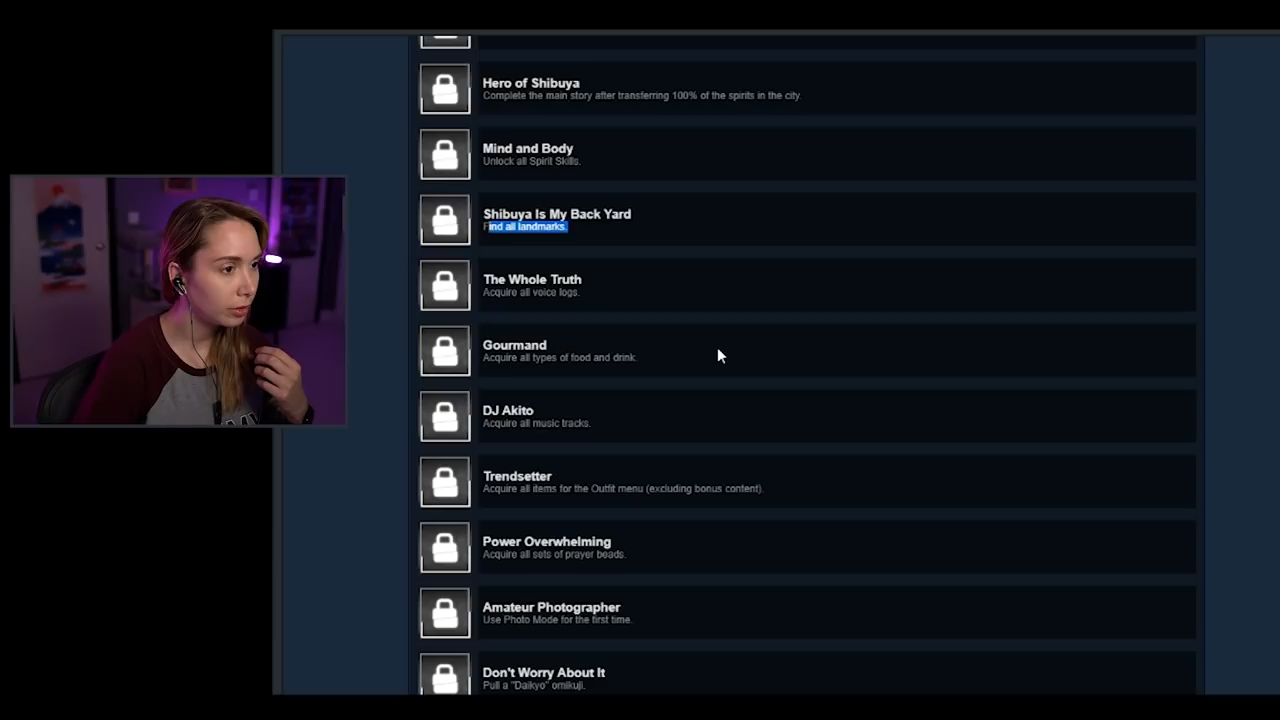 Hero of Shibuya
Complete the main story after transferring 100% of the spirits in the city.
Mind and Body
Unlock all Spirit Skills.
Shibuya Is My Back Yard
Find all landmarks.
The Whole Truth
Acquire all voice logs.
Gourmand
Acquire all types of food and drink.
DJ Akito
Acquire all music tracks.
Trendsetter
Acquire all items for the Outfit menu (excluding bonus content).
Power Overwhelming
Acquire all sets of prayer beads.
Amateur Photographer
Use Photo Mode for the first time.
Don't Worry About It
Pull a "Daikyo" omikuji.